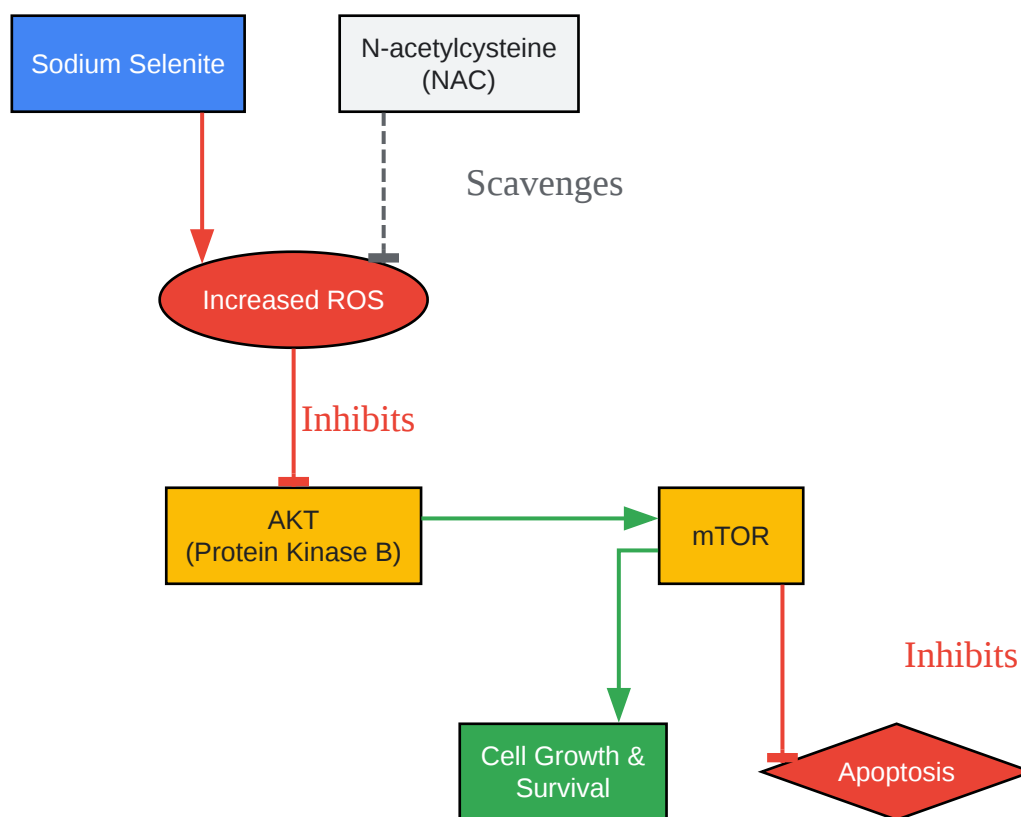 Sodium Selenite
N-acetylcysteine
(NAC)
Scavenges
Increased ROS
Inhibits
AKT
(Protein Kinase B)
mTOR
Inhibits
Cell Growth &
Survival
Apoptosis